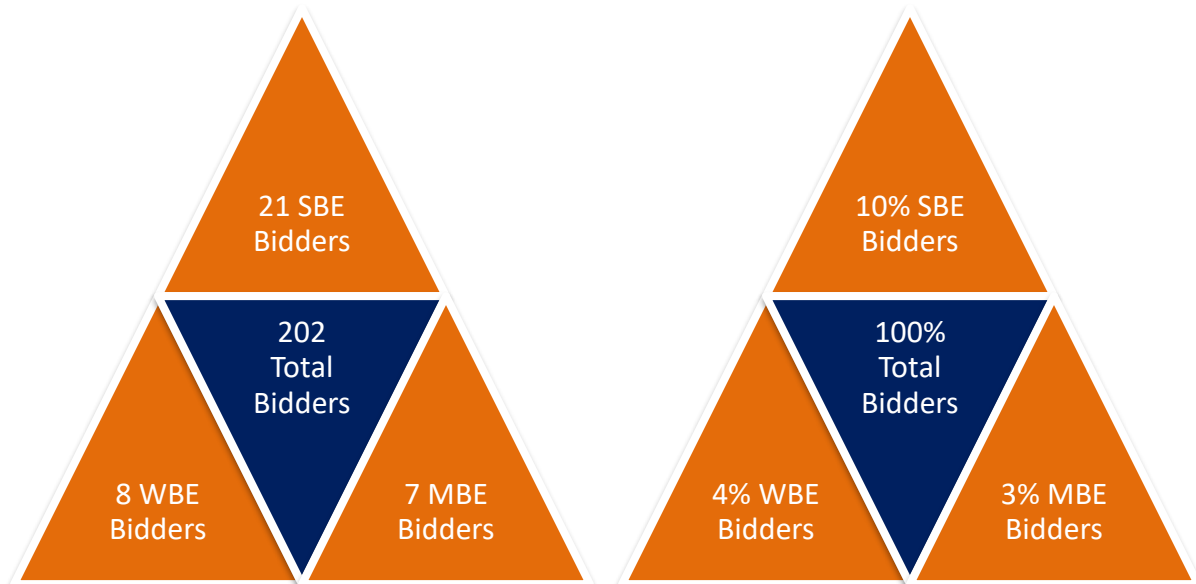 21 SBE
Bidders
202
Total
Bidders
8 WBE
Bidders
7 MBE
Bidders
10% SBE
Bidders
100%
Total
Bidders
4% WBE
Bidders
3% MBE
Bidders